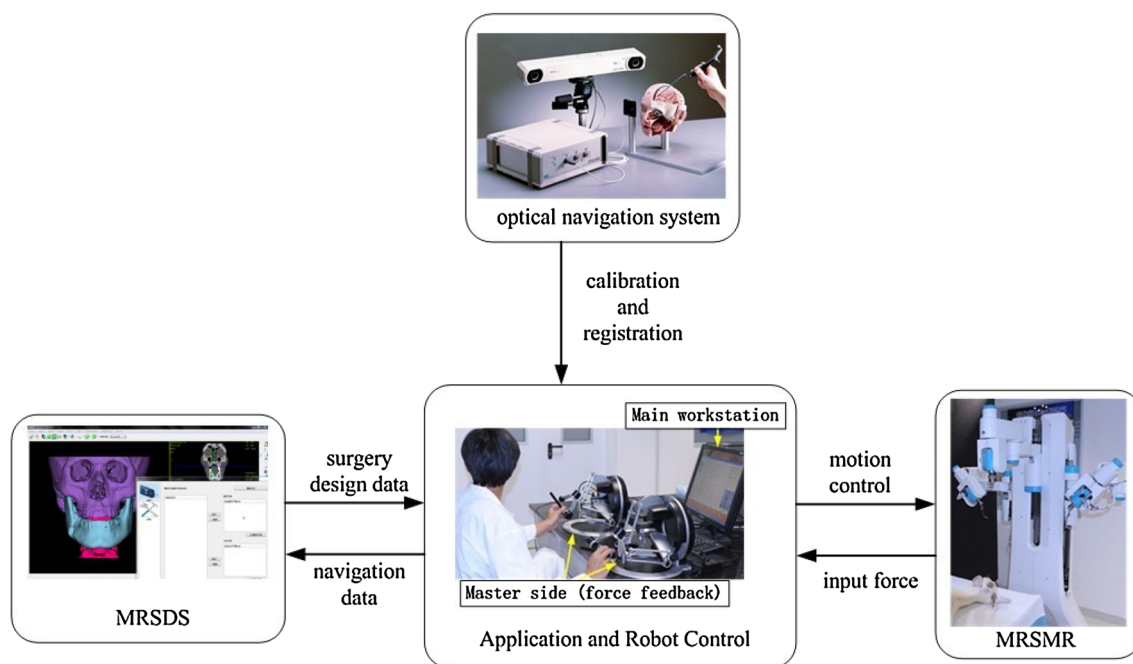 optical navigation system
calibration
and
registration
Main workstation
surgery
design data
motion
control
navigation
data
input force
Master side (force feedback)
MRSDS
Application and Robot Control
MRSMR